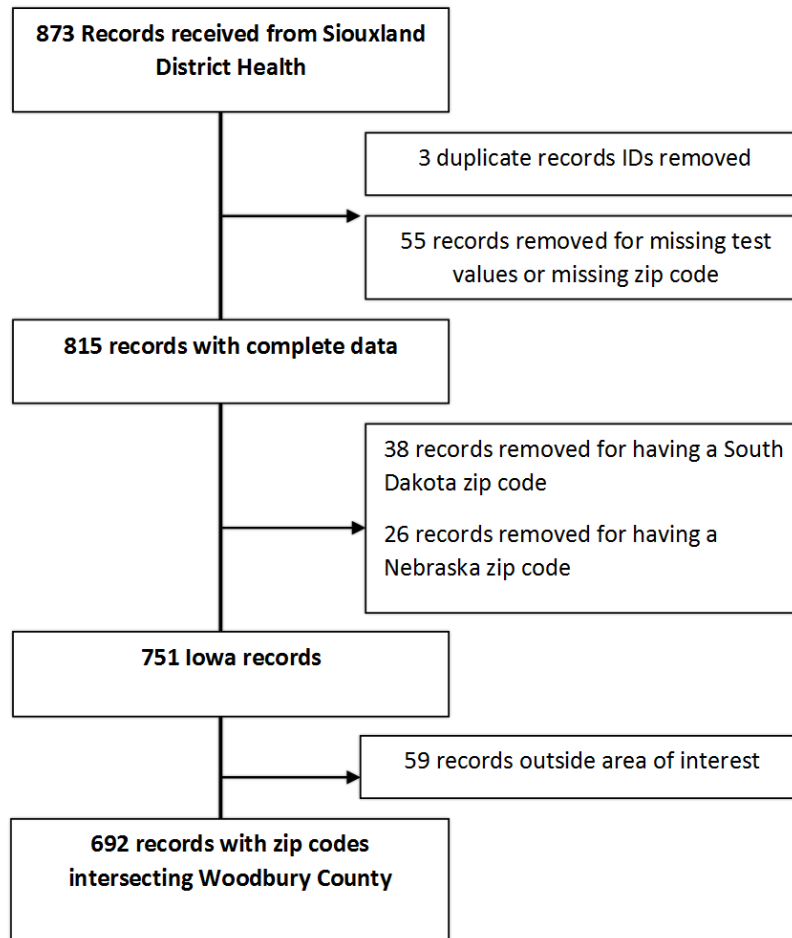 873 Records received from Siouxland
District Health
3 duplicate records IDs removed
55 records removed for missing test
values or missing zip code
815 records with complete data
38 records removed for having a South
Dakota zip code
26 records removed for having a
Nebraska zip code
751 Iowa records
59 records outside area of interest
692 records with zip codes
intersecting Woodbury County